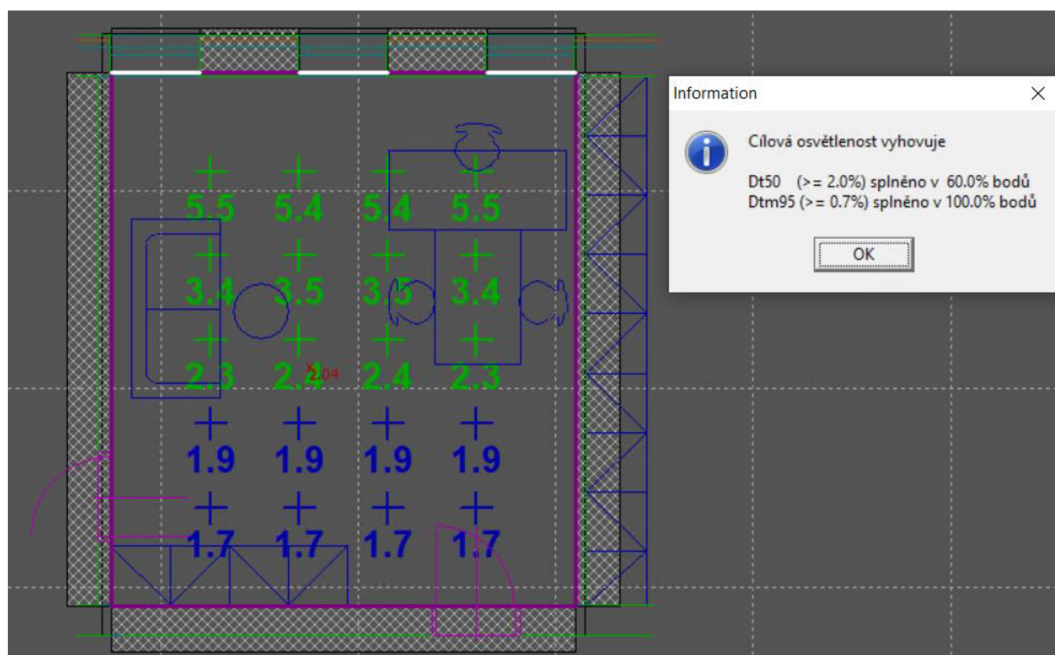 Information
Cílová osvětlenost vyhovuje
Dt50 (>= 2.0%) splněno v 60.0% bodů
Dtm95 (>= 0.7%) splněno v 100.0% bodů
OK
5.5 5.4 5.4 5.5
3.4 3.5 3.5 3.4
2.3 2.4 2.4 2.3
2.04
1.9 1.9 1.9 1.9
1.7 1.7 1.7 1.7